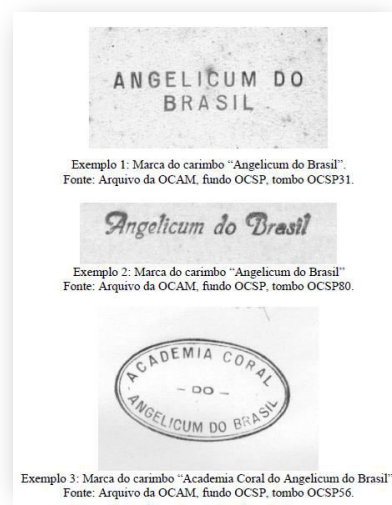 ANGELICUM DO
BRASIL
Exemplo 1: Marca do carimbo “Angelicum do Brasil”.
Fonte: Arquivo da OCAM, fundo OCSP, tombo OCSP31.
Angelicum do Brasil
Exemplo 2: Marca do carimbo “Angelicum do Brasil”
Fonte: Arquivo da OCAM, fundo OCSP, tombo OCSP80.
ACADEMIA CORAL
– DO –
ANGELICUM DO BRASIL
Exemplo 3: Marca do carimbo “Academia Coral do Angelicum do Brasil”
Fonte: Arquivo da OCAM, fundo OCSP, tombo OCSP56.